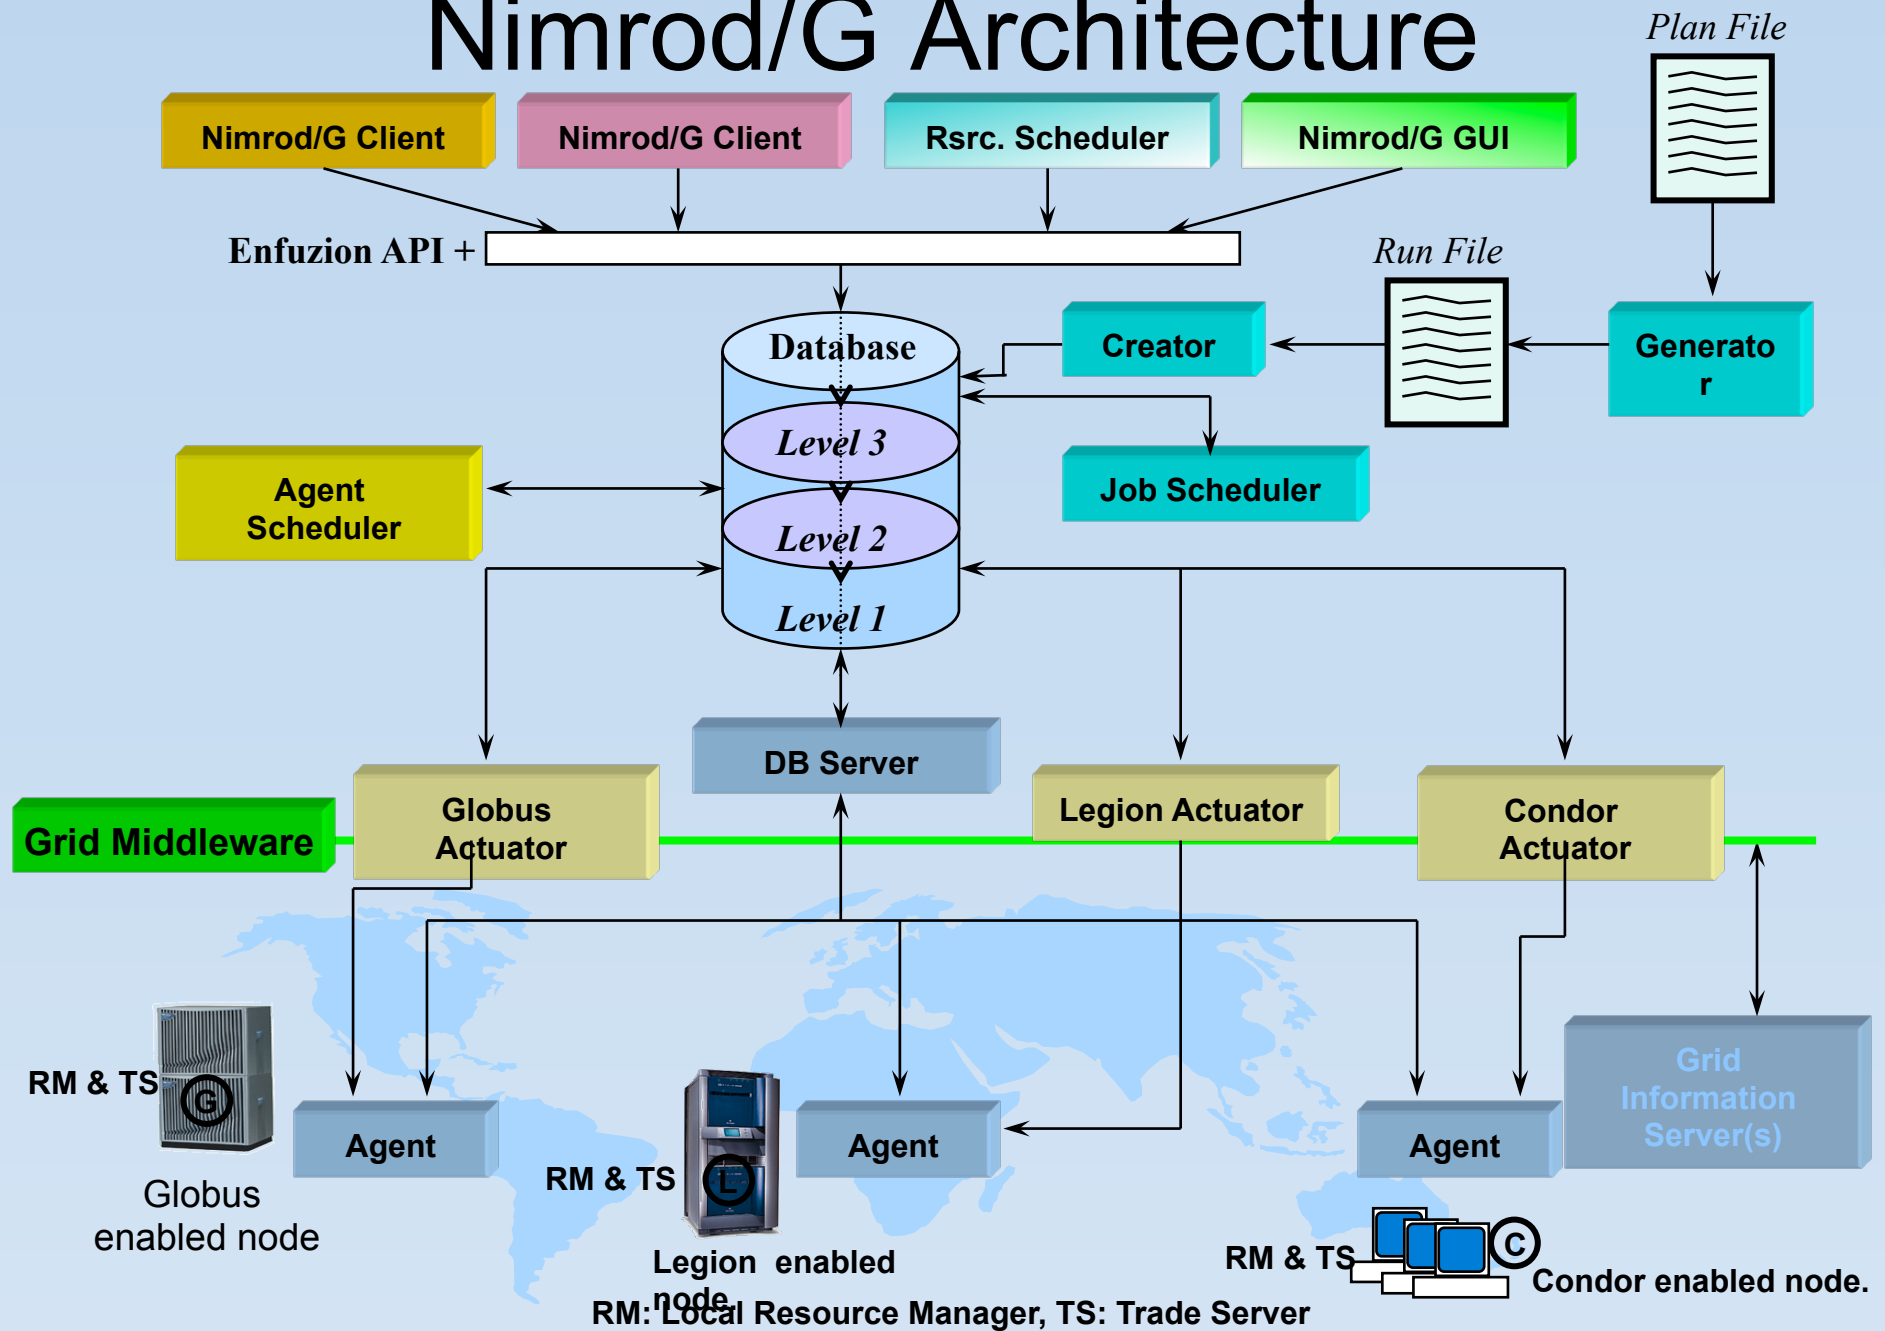 Nimrod/G Architecture
Plan File
Nimrod/G Client
Nimrod/G Client
Rsrc. Scheduler
Nimrod/G GUI
Enfuzion API +
Run File
Database
Creator
Generato
r
Level 3
Agent
Scheduler
Job Scheduler
Level 2
Level 1
DB Server
Globus
Actuator
Legion Actuator
Condor
Actuator
Grid Middleware
RM & TS
G
Agent
Globus
enabled node
RM & TS
L
Agent
Legion  enabled
node.
Agent
Grid
Information
Server(s)
RM & TS
C
Condor enabled node.
RM: Local Resource Manager, TS: Trade Server